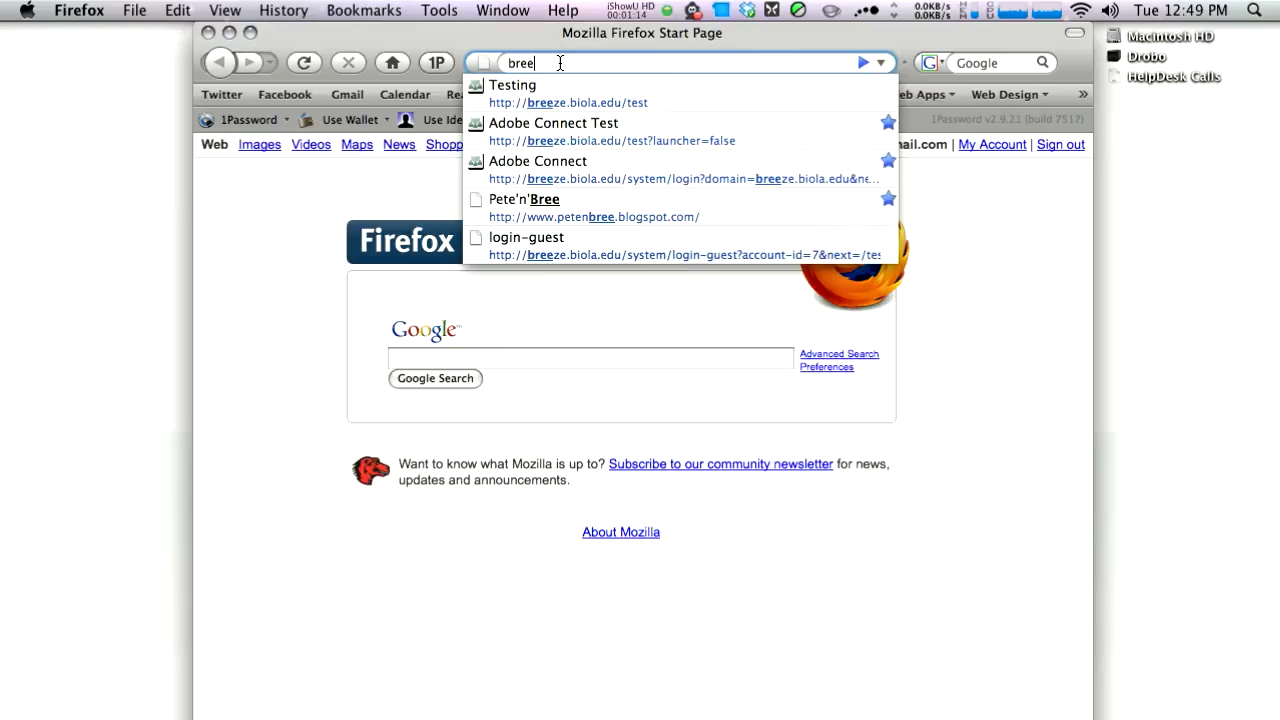 Firefox File Edit View History Bookmarks Tools Window Help iShowU HD 00:01:14 0.0KB/s 0.0KB/s Tue 12:49 PM
Mozilla Firefox Start Page
Macintosh HD
Drobo
HelpDesk Calls
1P bree Google
Twitter Facebook Gmail Calendar Re eb Apps Web Design »
1Password Use Wallet Use Ide 1Password v2.9.21 (build 7517)
Web Images Videos Maps News Shopp ail.com | My Account | Sign out
Testing
http://breeze.biola.edu/test
Adobe Connect Test
http://breeze.biola.edu/test?launcher=false
Adobe Connect
http://breeze.biola.edu/system/login?domain=breeze.biola.edu&ne...
Pete'n'Bree
http://www.petenbree.blogspot.com/
login-guest
http://breeze.biola.edu/system/login-guest?account-id=7&next=/tes
Firefox
Google™
Advanced Search
Preferences
Google Search
Want to know what Mozilla is up to? Subscribe to our community newsletter for news,
updates and announcements.
About Mozilla